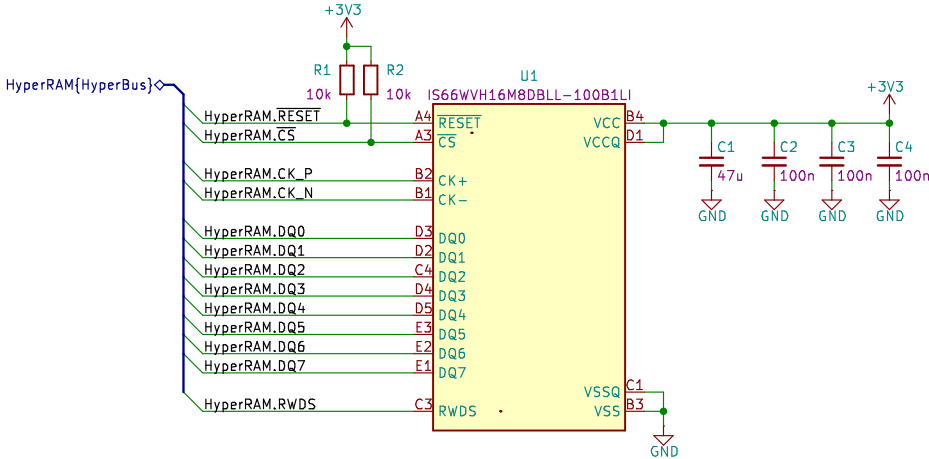 +3V3
HyperRAM{HyperBus}
R1
10k
R2
10k
U1
IS66WVH16M8DBLL-100B1LI
HyperRAM.RESET A4 RESET
HyperRAM.CS A3 CS
HyperRAM.CK_P B2 CK+
HyperRAM.CK_N B1 CK-
HyperRAM.DQ0 D3 DQ0
HyperRAM.DQ1 D2 DQ1
HyperRAM.DQ2 C4 DQ2
HyperRAM.DQ3 D4 DQ3
HyperRAM.DQ4 D5 DQ4
HyperRAM.DQ5 E3 DQ5
HyperRAM.DQ6 E2 DQ6
HyperRAM.DQ7 E1 DQ7
HyperRAM.RWDS C3 RWDS
VCC B4
VCCQ D1
VSSQ C1
VSS B3
GND
+3V3
C1
47u
GND
C2
100n
GND
C3
100n
GND
C4
100n
GND